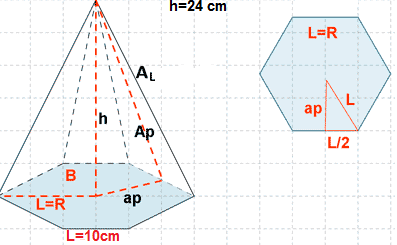 h=24 cm
L=R
A_L
h
Ap
ap
L
L/2
B
L=R
ap
L=10cm